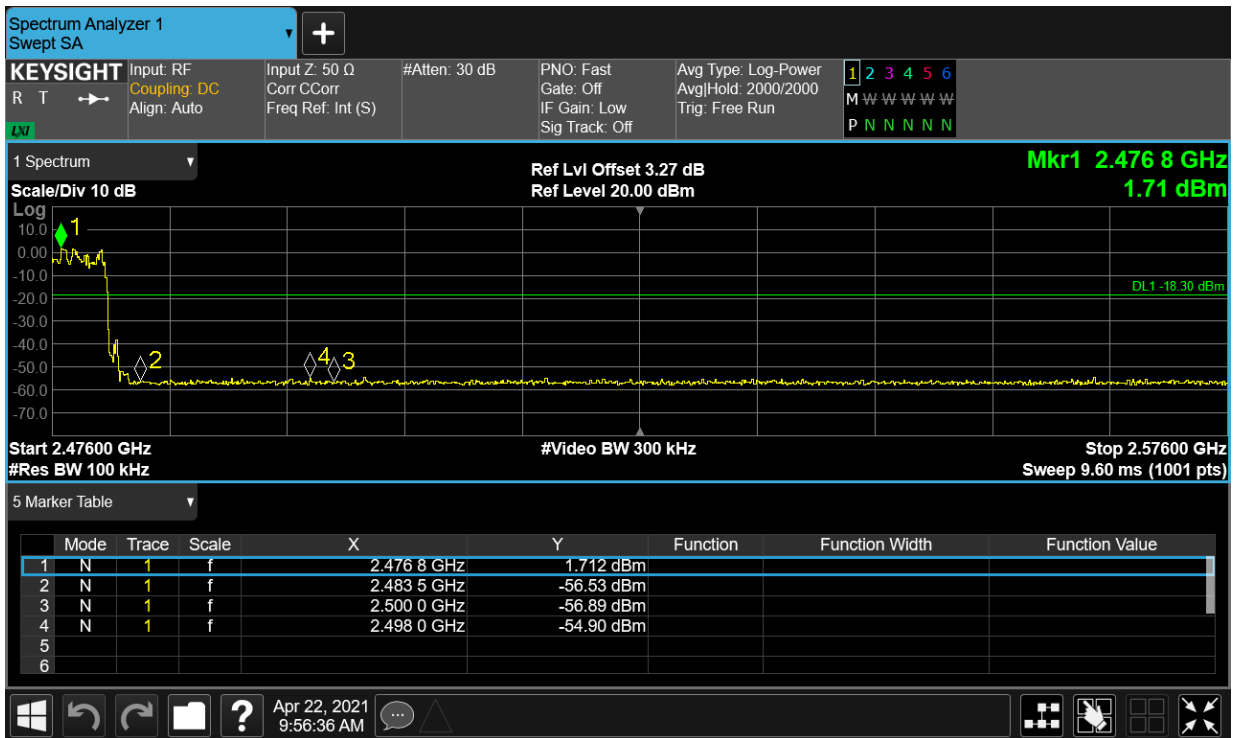 Spectrum Analyzer 1
Swept SA
KEYSIGHT
R T
LXI
Input: RF
Coupling: DC
Align: Auto
Input Z: 50 Ω
Corr CCorr
Freq Ref: Int (S)
#Atten: 30 dB
PNO: Fast
Gate: Off
IF Gain: Low
Sig Track: Off
Avg Type: Log-Power
Avg|Hold: 2000/2000
Trig: Free Run
1 2 3 4 5 6
M W W W W W
P N N N N N
1 Spectrum
Scale/Div 10 dB
Ref Lvl Offset 3.27 dB
Ref Level 20.00 dBm
Mkr1 2.476 8 GHz
1.71 dBm
Log
10.0
0.00
-10.0
-20.0
-30.0
-40.0
-50.0
-60.0
-70.0
1
2
4
3
DL1 -18.30 dBm
Start 2.47600 GHz
#Res BW 100 kHz
#Video BW 300 kHz
Stop 2.57600 GHz
Sweep 9.60 ms (1001 pts)
5 Marker Table
Mode Trace Scale X Y Function Function Width Function Value
1 N 1 f 2.476 8 GHz 1.712 dBm
2 N 1 f 2.483 5 GHz -56.53 dBm
3 N 1 f 2.500 0 GHz -56.89 dBm
4 N 1 f 2.498 0 GHz -54.90 dBm
5
6
?
Apr 22, 2021
9:56:36 AM